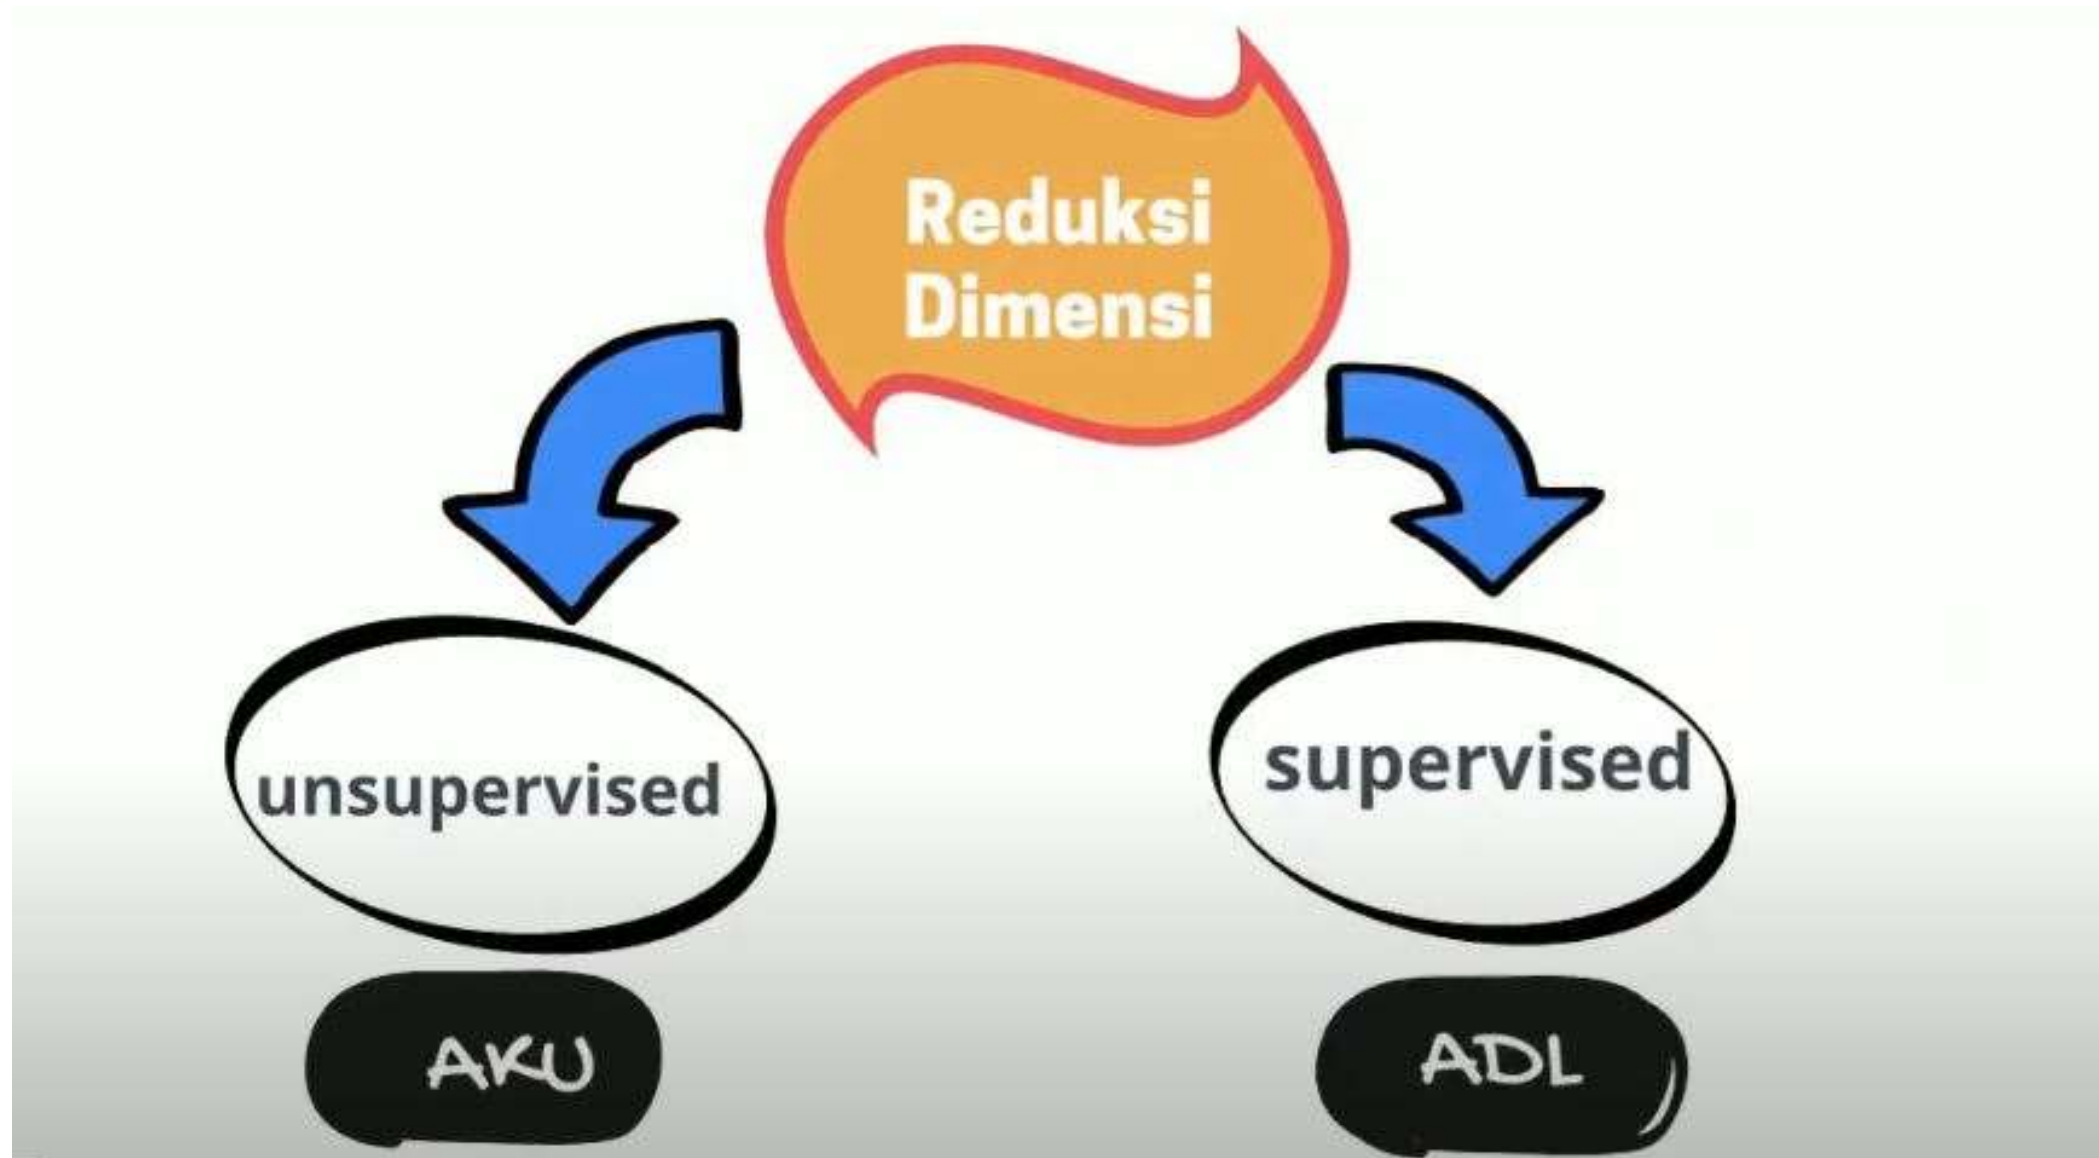 Reduksi
Dimensi
unsupervised
supervised
AKU
ADL